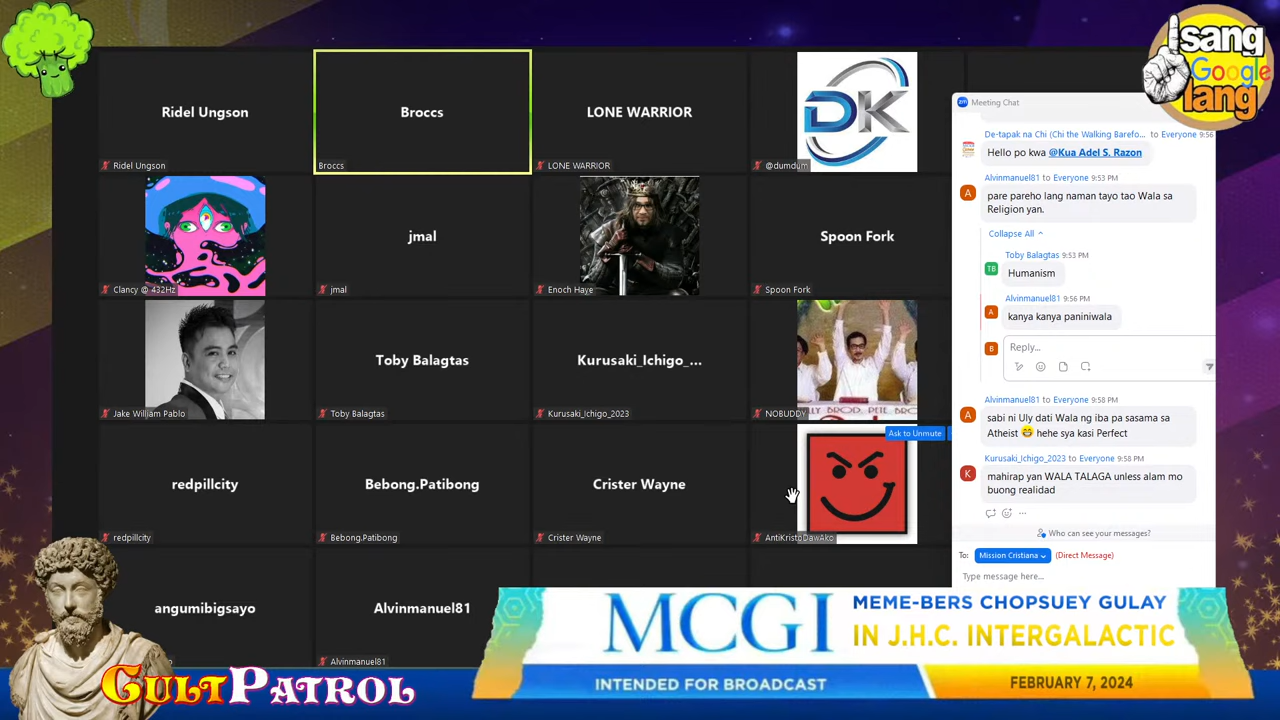 Ridel Ungson
Broccs
LONE WARRIOR
DK
Ridel Ungson
Broccs
LONE WARRIOR
@dumdum
jmal
Spoon Fork
Clancy @ 432Hz
jmal
Enoch Haye
Spoon Fork
Toby Balagtas
Kurusaki_Ichigo_...
Jake William Pablo
Toby Balagtas
Kurusaki_Ichigo_2023
NOBUDDY
Ask to Unmute
redpillcity
Bebong.Patibong
Crister Wayne
redpillcity
Bebong.Patibong
Crister Wayne
AntiKristoDawAko
angumibigsayo
Alvinmanuel81
Alvinmanuel81
sang
Google
lang
zm Meeting Chat
De-tapak na Chi (Chi the Walking Barefo... to Everyone 9:56
Hello po kwa @Kua Adel S. Razon
Alvinmanuel81 to Everyone 9:53 PM
A
pare pareho lang naman tayo tao Wala sa
Religion yan.
Collapse All
Toby Balagtas 9:53 PM
TB
Humanism
Alvinmanuel81 9:56 PM
A
kanya kanya paniniwala
B
Reply...
Alvinmanuel81 to Everyone 9:58 PM
A
sabi ni Uly dati Wala ng iba pa sasama sa
Atheist 😁 hehe sya kasi Perfect
Kurusaki_Ichigo_2023 to Everyone 9:58 PM
K
mahirap yan WALA TALAGA unless alam mo
buong realidad
Who can see your messages?
To: Mission Cristiana (Direct Message)
Type message here...
MCGI
MEME-BERS CHOPSUEY GULAY
IN J.H.C. INTERGALACTIC
INTENDED FOR BROADCAST
FEBRUARY 7, 2024
CULTPATROL